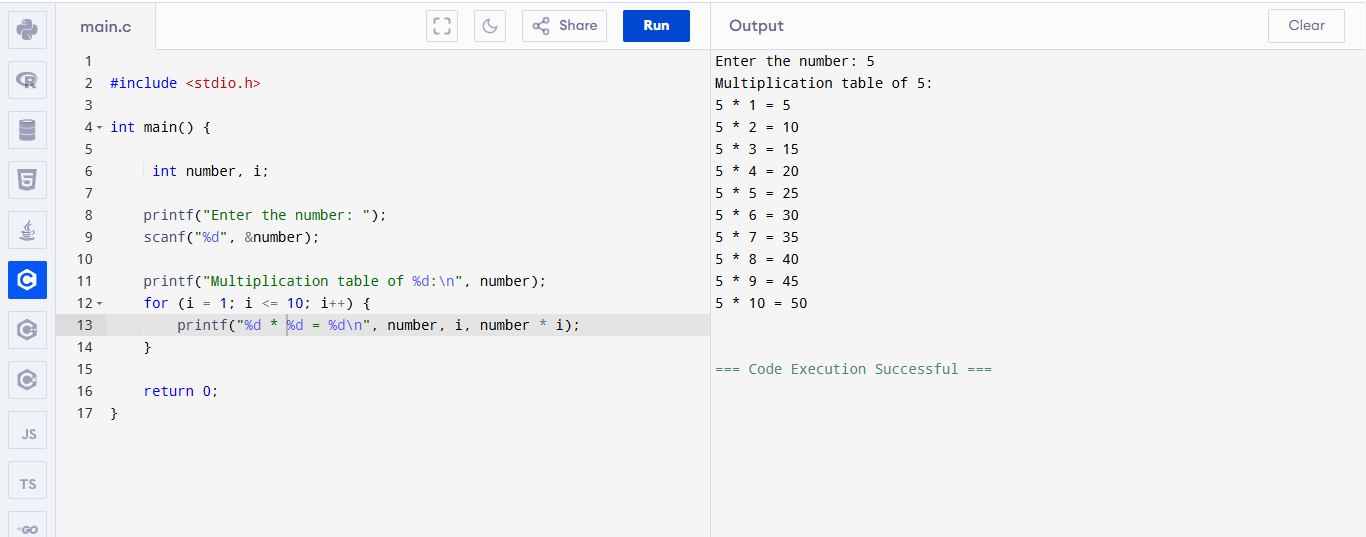 main.c
Share
Run
Output
Clear
1
2 #include <stdio.h>
3
4 int main() {
5
6 int number, i;
7
8 printf("Enter the number: ");
9 scanf("%d", &number);
10
11 printf("Multiplication table of %d:\n", number);
12 for (i = 1; i <= 10; i++) {
13 printf("%d * %d = %d\n", number, i, number * i);
14 }
15
16 return 0;
17 }
Enter the number: 5
Multiplication table of 5:
5 * 1 = 5
5 * 2 = 10
5 * 3 = 15
5 * 4 = 20
5 * 5 = 25
5 * 6 = 30
5 * 7 = 35
5 * 8 = 40
5 * 9 = 45
5 * 10 = 50
=== Code Execution Successful ===
R
5
C
C
C
JS
TS
GO